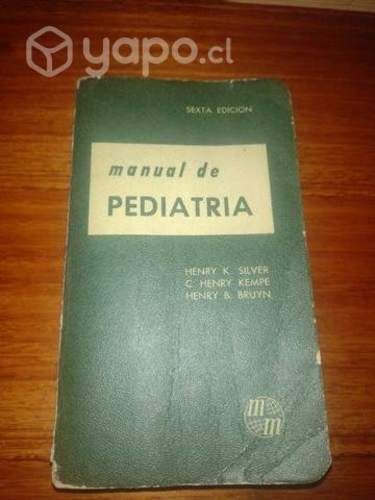 yapo.cl
SEXTA EDICION
manual de
PEDIATRIA
HENRY K. SILVER
C. HENRY KEMPE
HENRY B. BRUYN
m
m